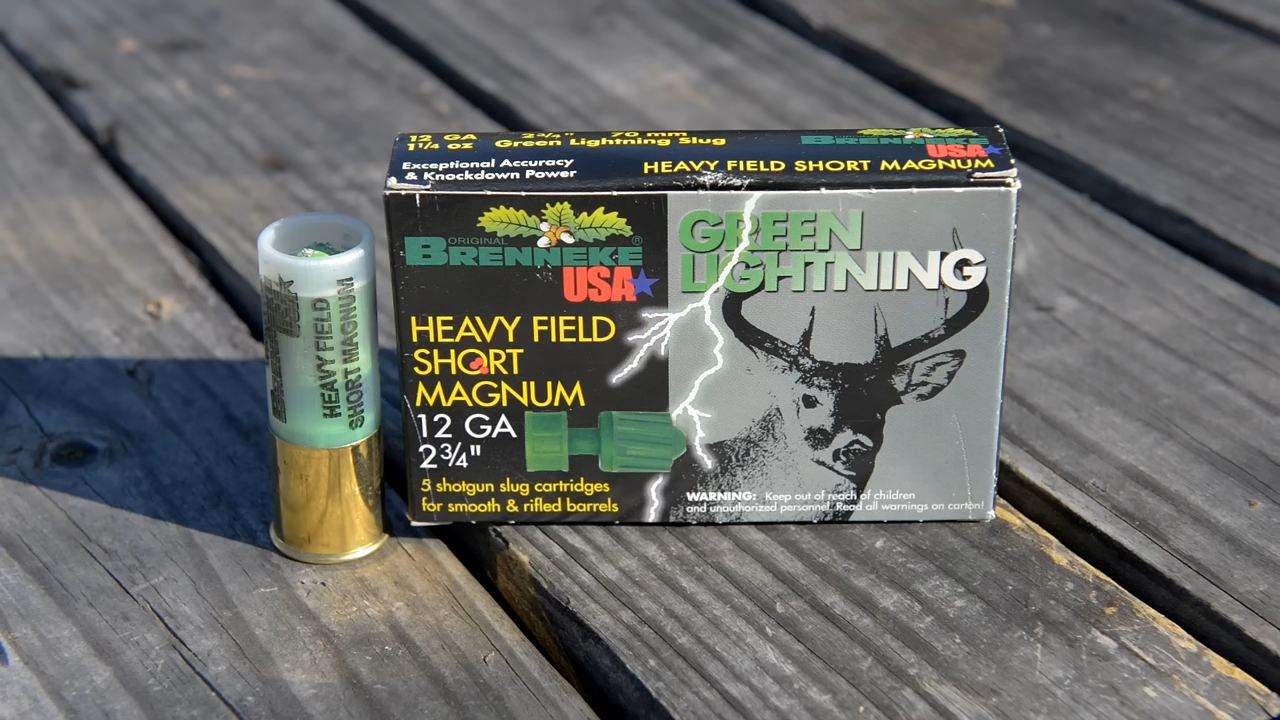 HEAVY FIELD
SHORT MAGNUM
12 GA 2¾" 70 mm
1¼ oz Green Lightning Slug
BRENNEKE
USA
Exceptional Accuracy
& Knockdown Power
HEAVY FIELD SHORT MAGNUM
ORIGINAL
BRENNEKE®
USA
HEAVY FIELD
SHORT
MAGNUM
12 GA
2¾"
5 shotgun slug cartridges
for smooth & rifled barrels
GREEN
LIGHTNING
WARNING: Keep out of reach of children
and unauthorized personnel. Read all warnings on carton!